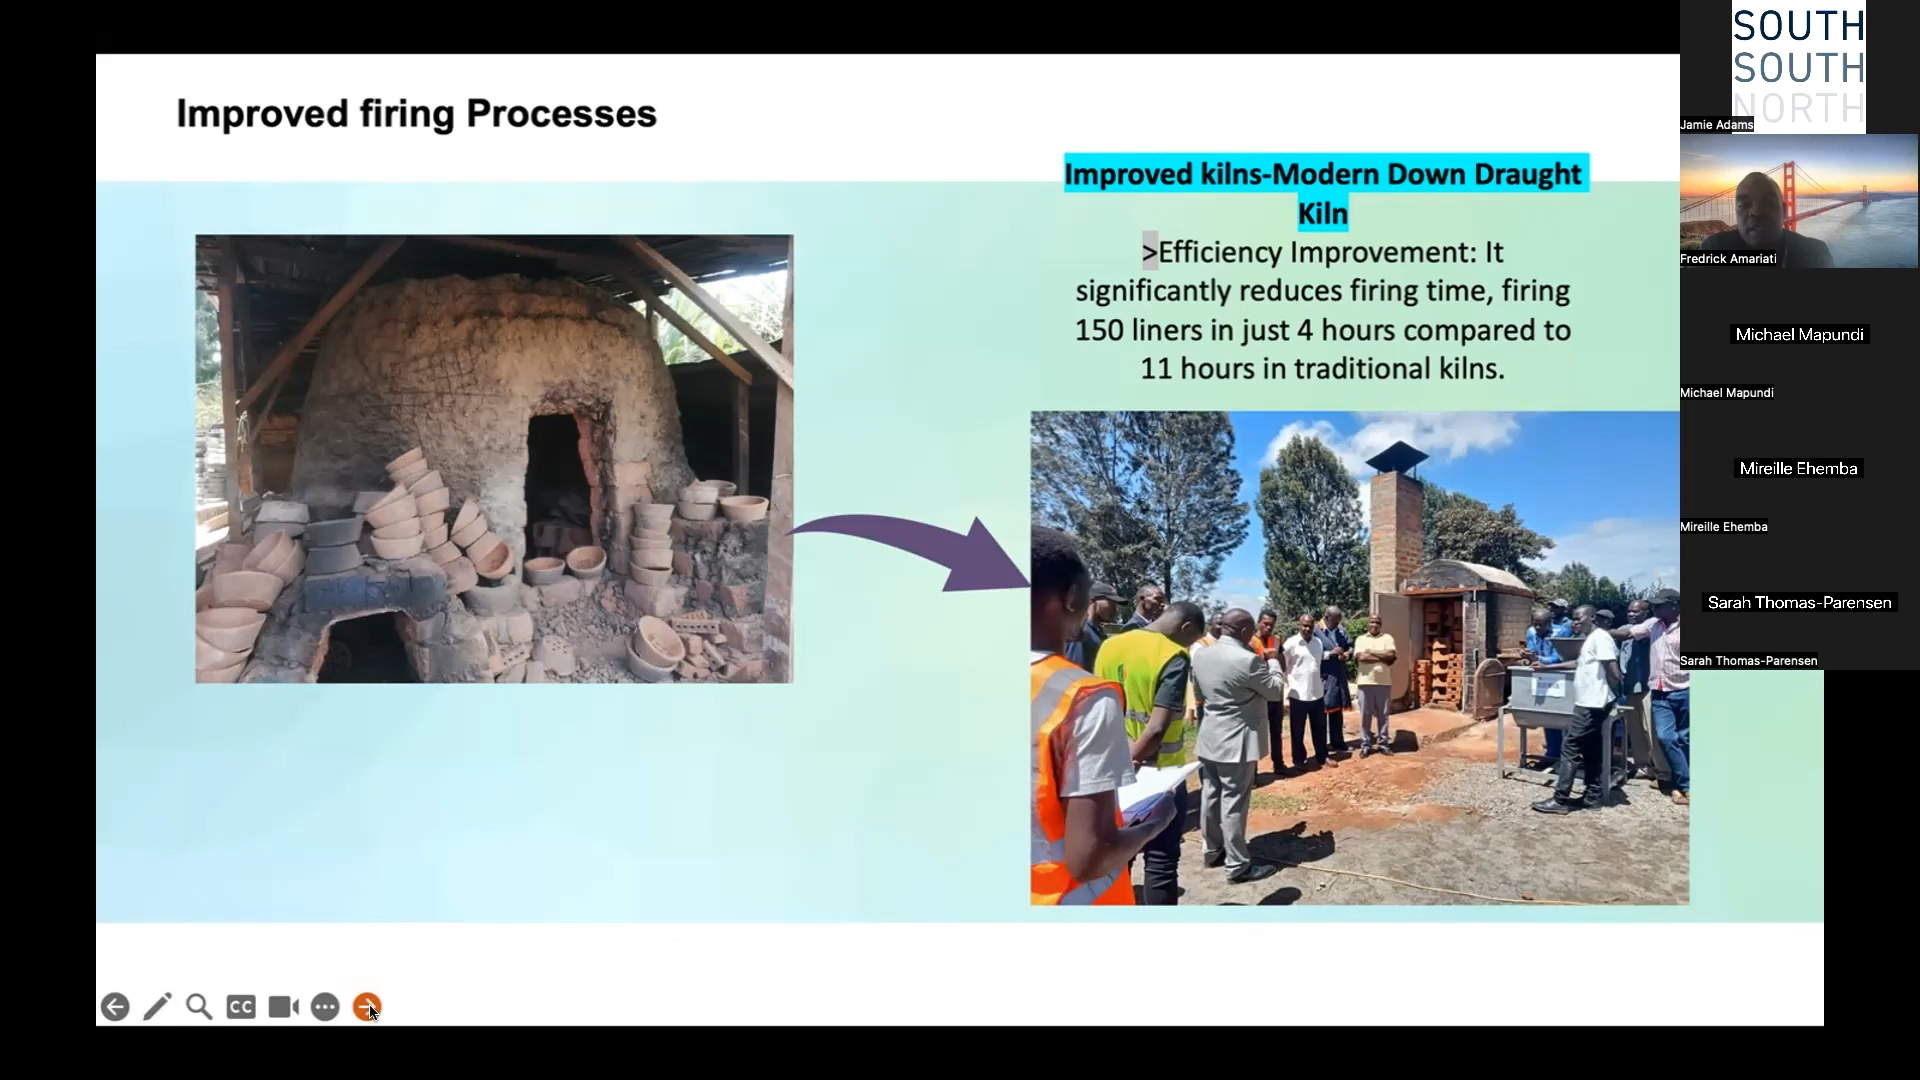 Improved firing Processes
Improved kilns-Modern Down Draught
Kiln
>Efficiency Improvement: It
significantly reduces firing time, firing
150 liners in just 4 hours compared to
11 hours in traditional kilns.
CC
SOUTH
SOUTH
NORTH
Jamie Adams
Fredrick Amariati
Michael Mapundi
Michael Mapundi
Mireille Ehemba
Mireille Ehemba
Sarah Thomas-Parensen
Sarah Thomas-Parensen